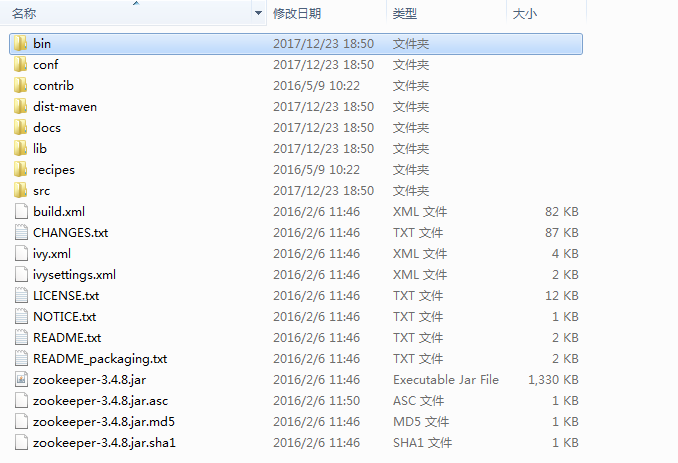 名称 修改日期 类型 大小
bin 2017/12/23 18:50 文件夹
conf 2017/12/23 18:50 文件夹
contrib 2016/5/9 10:22 文件夹
dist-maven 2017/12/23 18:50 文件夹
docs 2017/12/23 18:50 文件夹
lib 2017/12/23 18:50 文件夹
recipes 2016/5/9 10:22 文件夹
src 2017/12/23 18:50 文件夹
build.xml 2016/2/6 11:46 XML 文件 82 KB
CHANGES.txt 2016/2/6 11:46 TXT 文件 87 KB
ivy.xml 2016/2/6 11:46 XML 文件 4 KB
ivysettings.xml 2016/2/6 11:46 XML 文件 2 KB
LICENSE.txt 2016/2/6 11:46 TXT 文件 12 KB
NOTICE.txt 2016/2/6 11:46 TXT 文件 1 KB
README.txt 2016/2/6 11:46 TXT 文件 2 KB
README_packaging.txt 2016/2/6 11:46 TXT 文件 2 KB
zookeeper-3.4.8.jar 2016/2/6 11:46 Executable Jar File 1,330 KB
zookeeper-3.4.8.jar.asc 2016/2/6 11:50 ASC 文件 1 KB
zookeeper-3.4.8.jar.md5 2016/2/6 11:46 MD5 文件 1 KB
zookeeper-3.4.8.jar.sha1 2016/2/6 11:46 SHA1 文件 1 KB